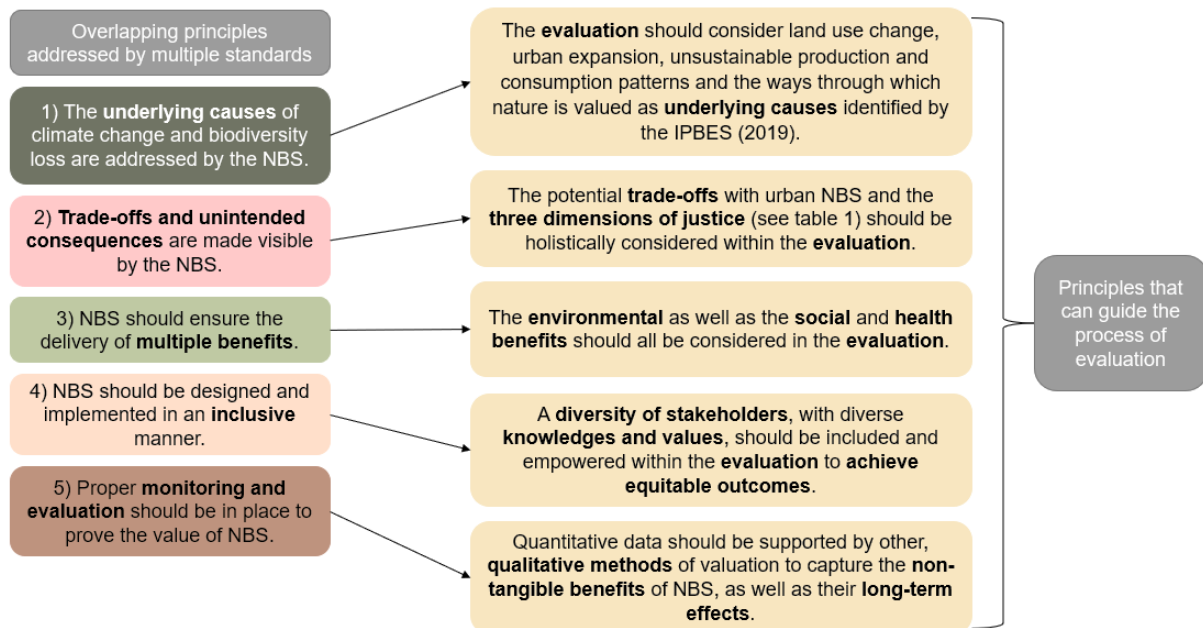 Overlapping principles
addressed by multiple standards
1) The underlying causes of
climate change and biodiversity
loss are addressed by the NBS.
2) Trade-offs and unintended
consequences are made visible
by the NBS.
3) NBS should ensure the
delivery of multiple benefits.
4) NBS should be designed and
implemented in an inclusive
manner.
5) Proper monitoring and
evaluation should be in place to
prove the value of NBS.
The evaluation should consider land use change,
urban expansion, unsustainable production and
consumption patterns and the ways through which
nature is valued as underlying causes identified by
the IPBES (2019).
The potential trade-offs with urban NBS and the
three dimensions of justice (see table 1) should be
holistically considered within the evaluation.
The environmental as well as the social and health
benefits should all be considered in the evaluation.
A diversity of stakeholders, with diverse
knowledges and values, should be included and
empowered within the evaluation to achieve
equitable outcomes.
Quantitative data should be supported by other,
qualitative methods of valuation to capture the non-
tangible benefits of NBS, as well as their long-term
effects.
Principles that
can guide the
process of
evaluation